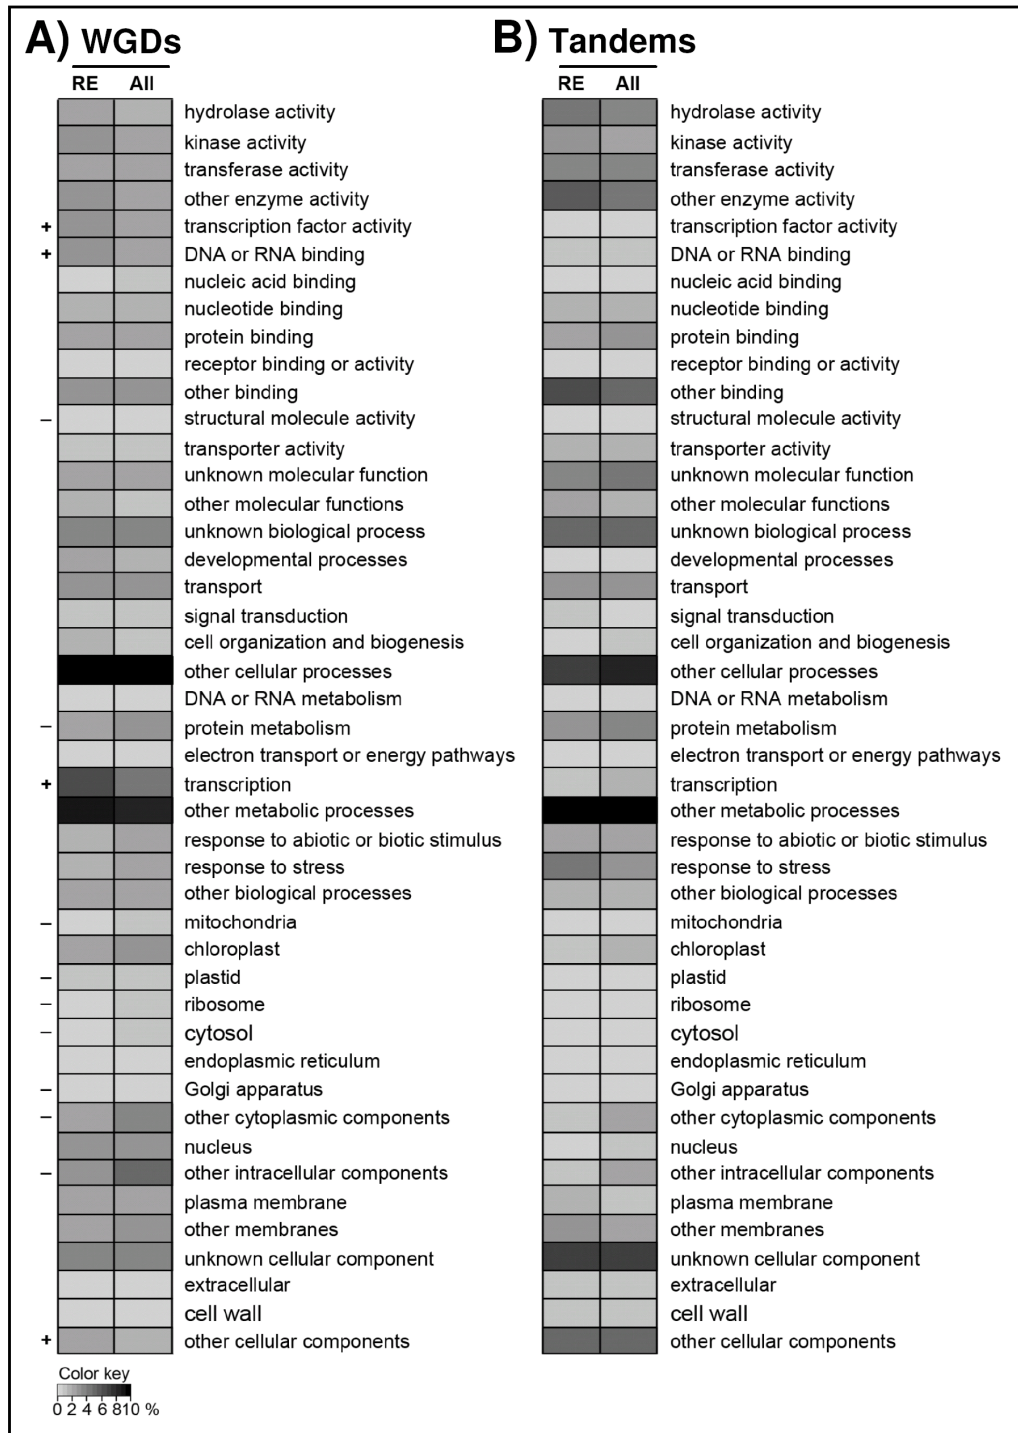 A) WGDs
B) Tandems
RE All
RE All
hydrolase activity
kinase activity
transferase activity
other enzyme activity
+ transcription factor activity
+ DNA or RNA binding
nucleic acid binding
nucleotide binding
protein binding
receptor binding or activity
other binding
– structural molecule activity
transporter activity
unknown molecular function
other molecular functions
unknown biological process
developmental processes
transport
signal transduction
cell organization and biogenesis
other cellular processes
DNA or RNA metabolism
– protein metabolism
electron transport or energy pathways
+ transcription
other metabolic processes
response to abiotic or biotic stimulus
response to stress
other biological processes
– mitochondria
chloroplast
– plastid
– ribosome
– cytosol
endoplasmic reticulum
– Golgi apparatus
– other cytoplasmic components
nucleus
– other intracellular components
plasma membrane
other membranes
unknown cellular component
extracellular
cell wall
+ other cellular components
hydrolase activity
kinase activity
transferase activity
other enzyme activity
transcription factor activity
DNA or RNA binding
nucleic acid binding
nucleotide binding
protein binding
receptor binding or activity
other binding
structural molecule activity
transporter activity
unknown molecular function
other molecular functions
unknown biological process
developmental processes
transport
signal transduction
cell organization and biogenesis
other cellular processes
DNA or RNA metabolism
protein metabolism
electron transport or energy pathways
transcription
other metabolic processes
response to abiotic or biotic stimulus
response to stress
other biological processes
mitochondria
chloroplast
plastid
ribosome
cytosol
endoplasmic reticulum
Golgi apparatus
other cytoplasmic components
nucleus
other intracellular components
plasma membrane
other membranes
unknown cellular component
extracellular
cell wall
other cellular components
Color key
0 2 4 6 810 %